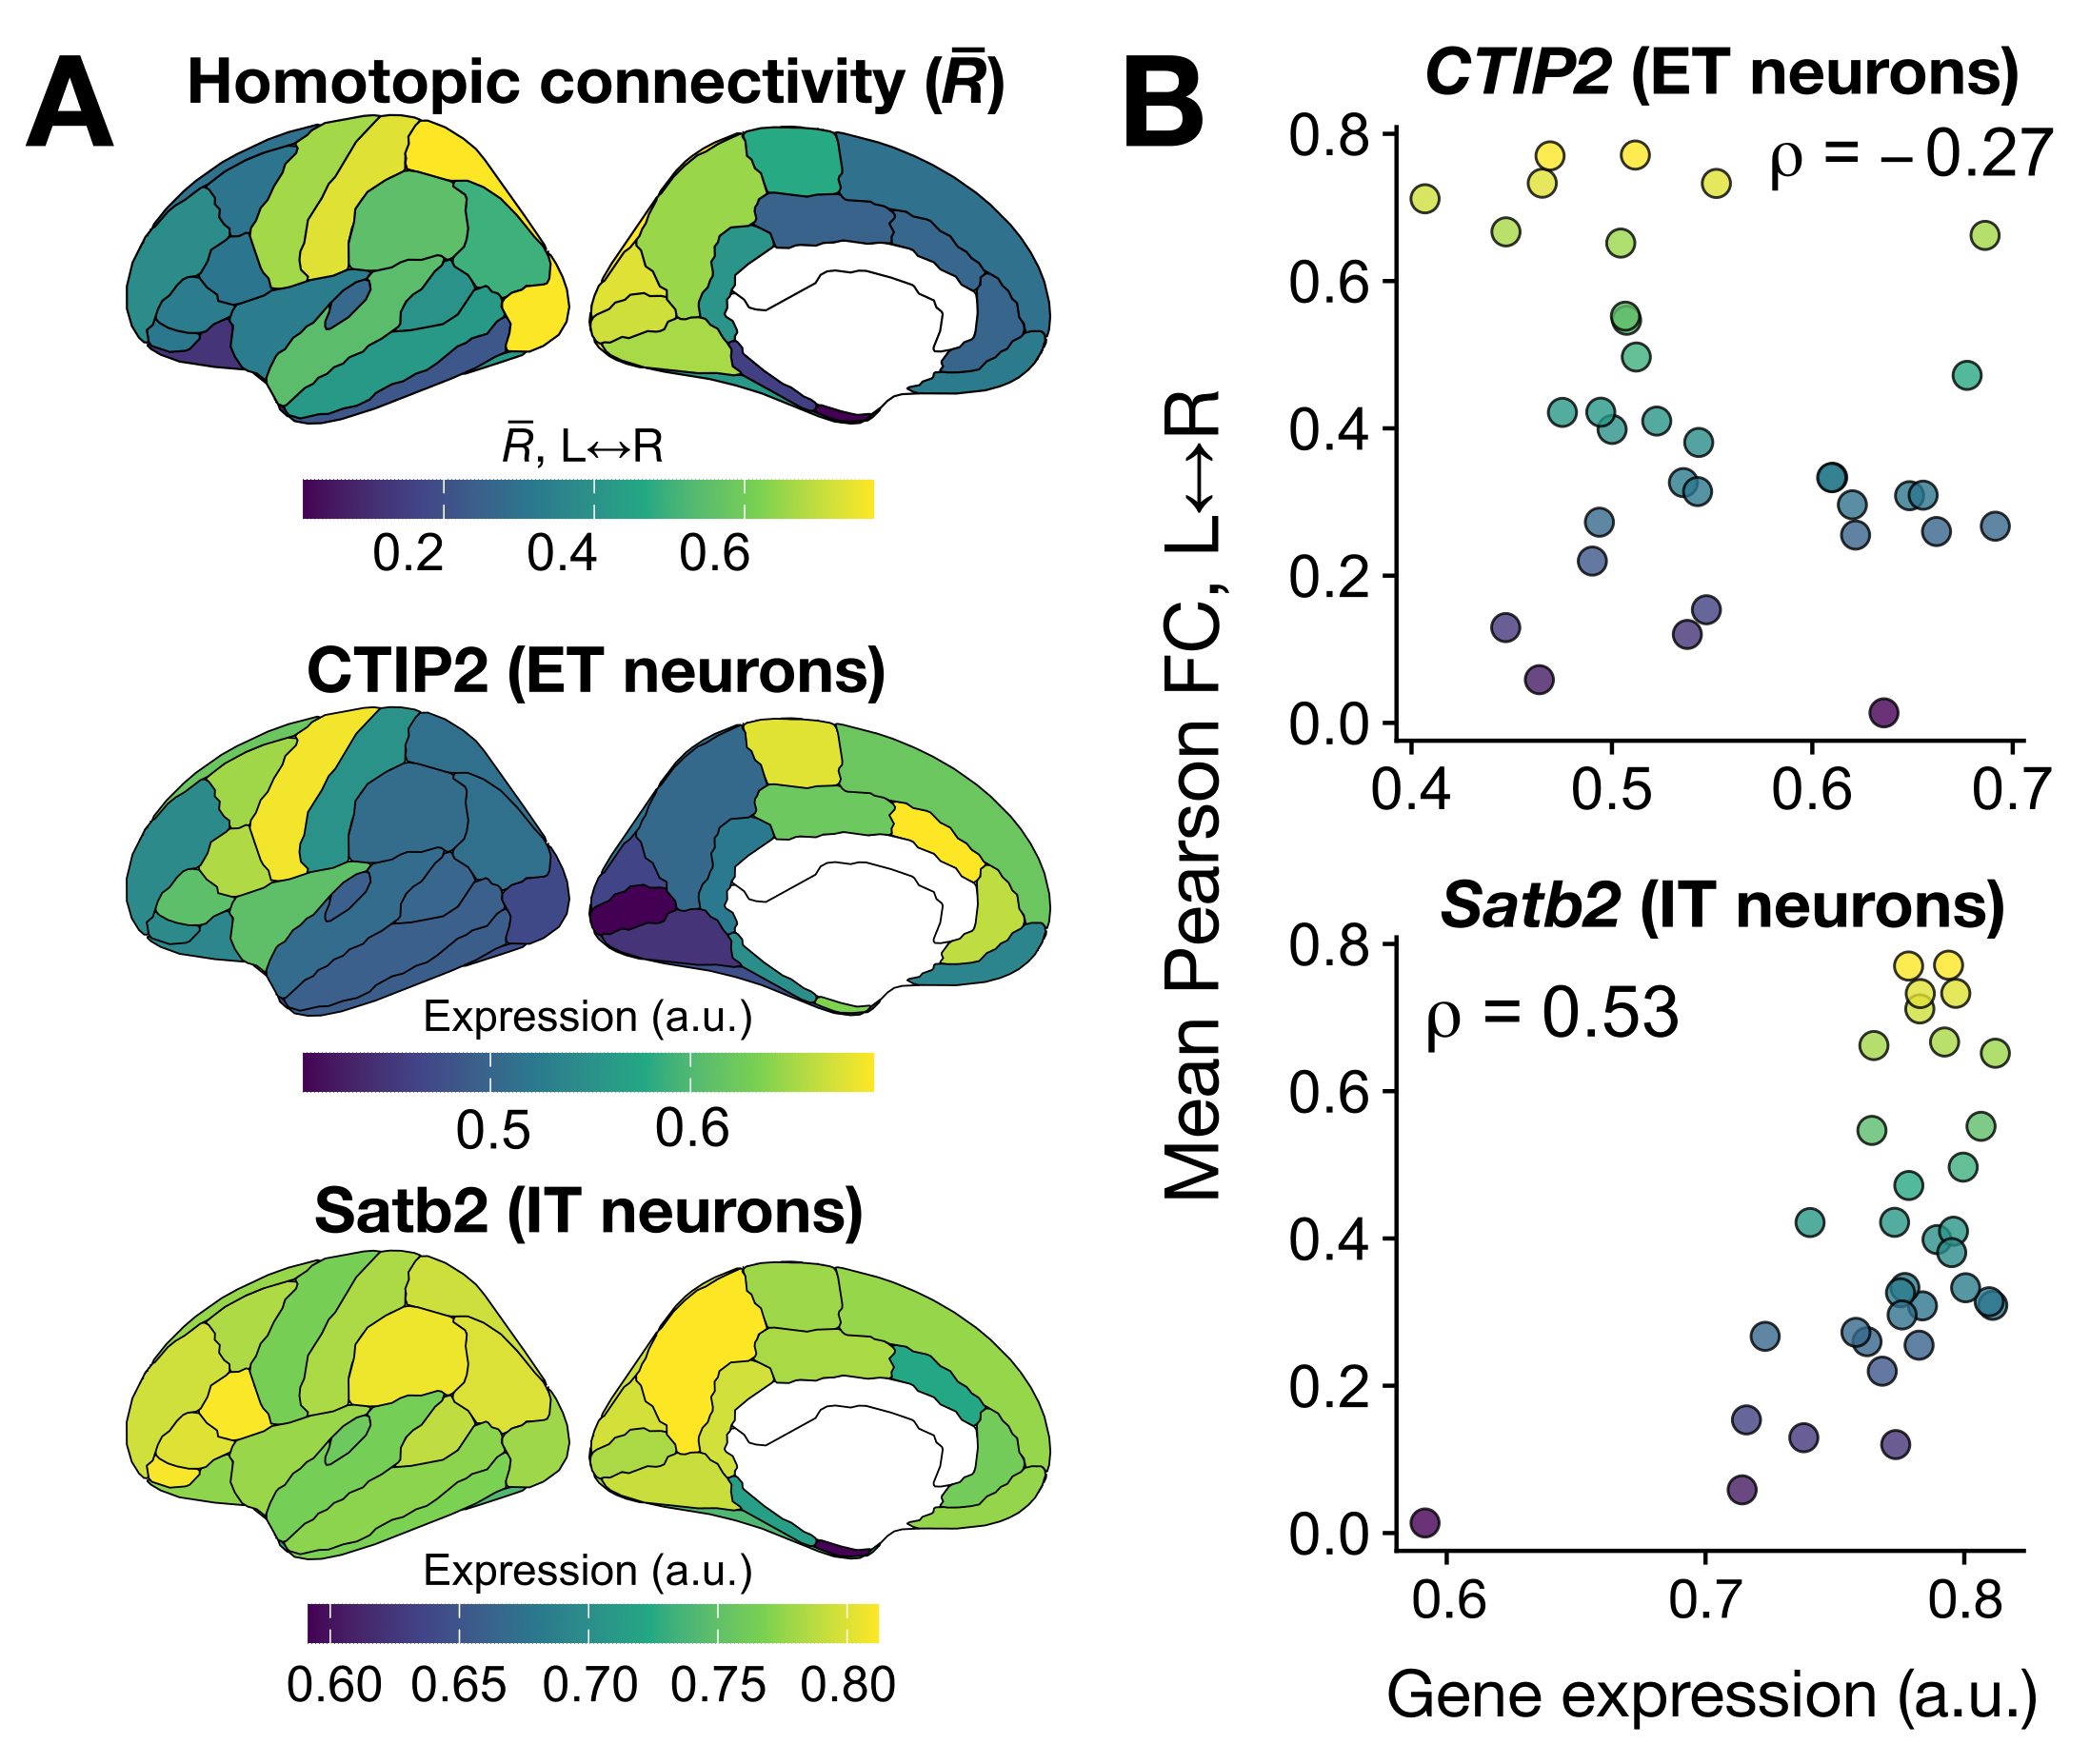 A
Homotopic connectivity (R̅)
R̅, L↔R
0.2 0.4 0.6
CTIP2 (ET neurons)
Expression (a.u.)
0.5 0.6
Satb2 (IT neurons)
Expression (a.u.)
0.60 0.65 0.70 0.75 0.80
B
Mean Pearson FC, L↔R
CTIP2 (ET neurons)
ρ = −0.27
0.8
0.6
0.4
0.2
0.0
0.4 0.5 0.6 0.7
Satb2 (IT neurons)
ρ = 0.53
0.8
0.6
0.4
0.2
0.0
0.6 0.7 0.8
Gene expression (a.u.)